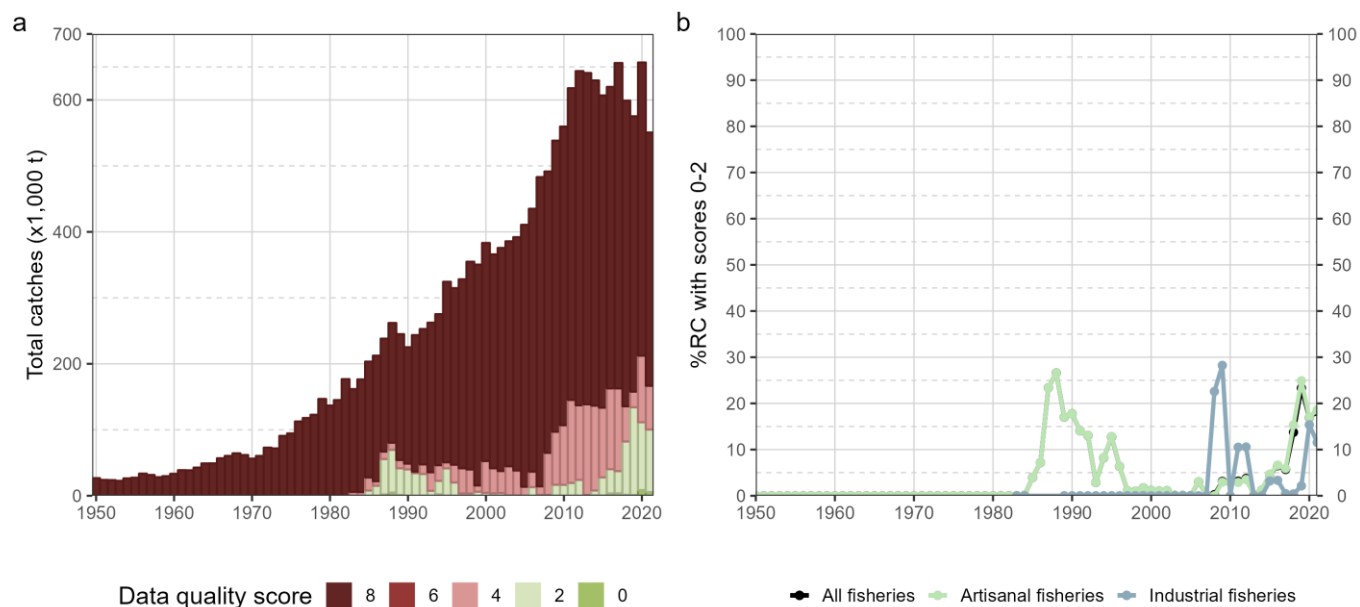 a
700
600
400
200
0
Total catches (x1,000 t)
1950 1960 1970 1980 1990 2000 2010 2020
Data quality score 8 6 4 2 0
b
100 100
90 90
80 80
70 70
60 60
50 50
40 40
30 30
20 20
10 10
0 0
%RC with scores 0-2
1950 1960 1970 1980 1990 2000 2010 2020
All fisheries Artisanal fisheries Industrial fisheries